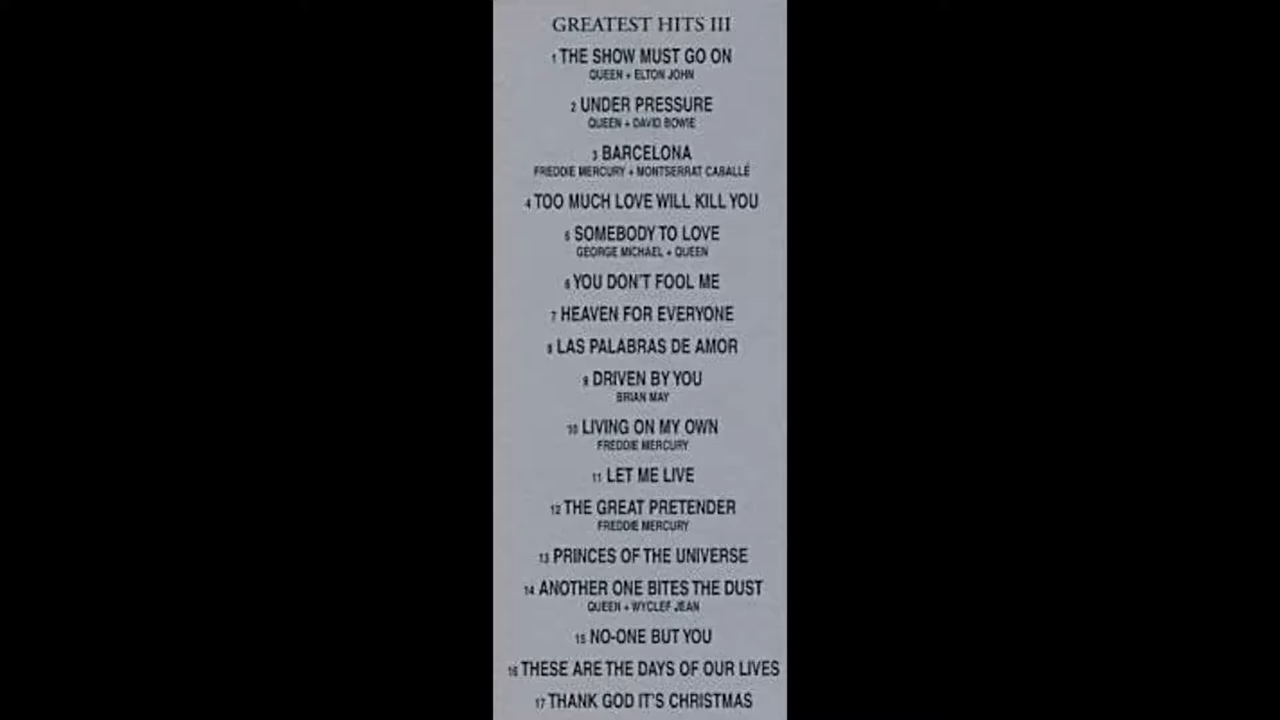 GREATEST HITS III
1 THE SHOW MUST GO ON
QUEEN + ELTON JOHN
2 UNDER PRESSURE
QUEEN + DAVID BOWIE
3 BARCELONA
FREDDIE MERCURY + MONTSERRAT CABALLÉ
4 TOO MUCH LOVE WILL KILL YOU
5 SOMEBODY TO LOVE
GEORGE MICHAEL + QUEEN
6 YOU DON'T FOOL ME
7 HEAVEN FOR EVERYONE
8 LAS PALABRAS DE AMOR
9 DRIVEN BY YOU
BRIAN MAY
10 LIVING ON MY OWN
FREDDIE MERCURY
11 LET ME LIVE
12 THE GREAT PRETENDER
FREDDIE MERCURY
13 PRINCES OF THE UNIVERSE
14 ANOTHER ONE BITES THE DUST
QUEEN + WYCLEF JEAN
15 NO-ONE BUT YOU
16 THESE ARE THE DAYS OF OUR LIVES
17 THANK GOD IT'S CHRISTMAS